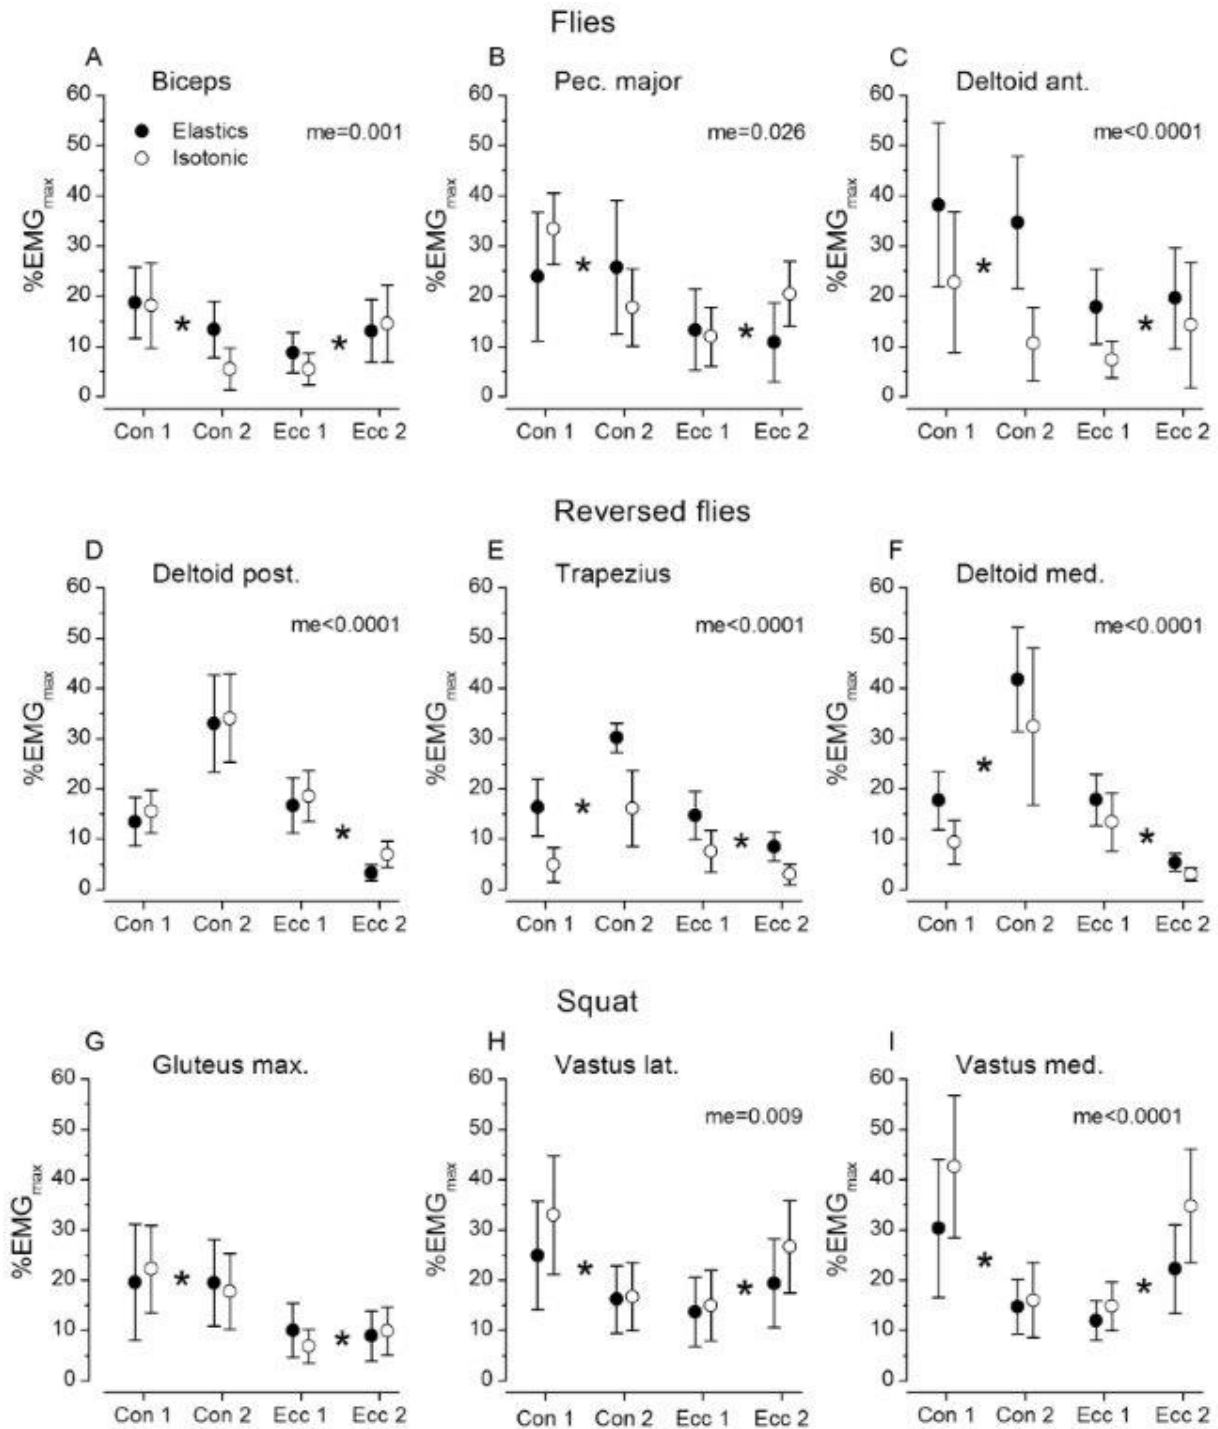 Flies
A
Biceps
60
50
40
30
20
10
0
%EMGmax
Elastics
Isotonic
me=0.001
*
*
Con 1 Con 2 Ecc 1 Ecc 2
B
Pec. major
60
50
40
30
20
10
0
%EMGmax
me=0.026
*
*
Con 1 Con 2 Ecc 1 Ecc 2
C
Deltoid ant.
60
50
40
30
20
10
0
%EMGmax
me<0.0001
*
*
Con 1 Con 2 Ecc 1 Ecc 2
Reversed flies
D
Deltoid post.
60
50
40
30
20
10
0
%EMGmax
me<0.0001
*
Con 1 Con 2 Ecc 1 Ecc 2
E
Trapezius
60
50
40
30
20
10
0
%EMGmax
me<0.0001
*
*
Con 1 Con 2 Ecc 1 Ecc 2
F
Deltoid med.
60
50
40
30
20
10
0
%EMGmax
me<0.0001
*
*
Con 1 Con 2 Ecc 1 Ecc 2
Squat
G
Gluteus max.
60
50
40
30
20
10
0
%EMGmax
*
*
Con 1 Con 2 Ecc 1 Ecc 2
H
Vastus lat.
60
50
40
30
20
10
0
%EMGmax
me=0.009
*
*
Con 1 Con 2 Ecc 1 Ecc 2
I
Vastus med.
60
50
40
30
20
10
0
%EMGmax
me<0.0001
*
*
Con 1 Con 2 Ecc 1 Ecc 2